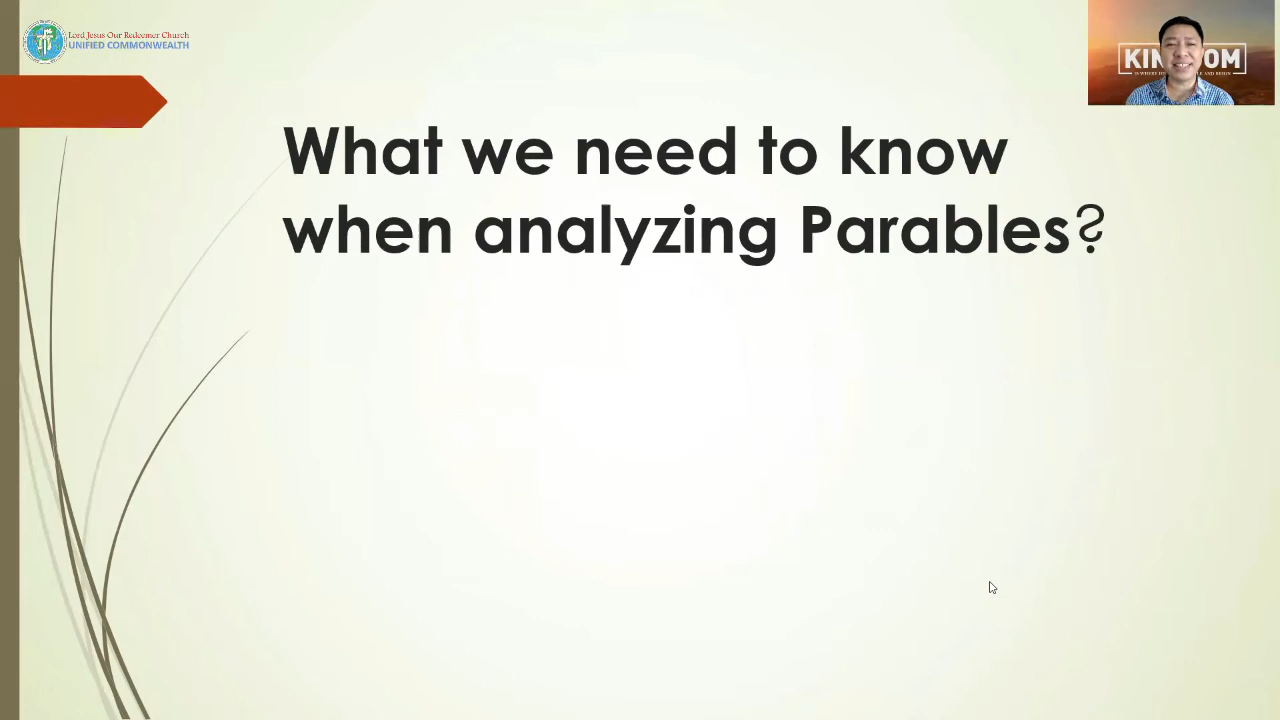 Lord Jesus Our Redeemer Church
UNIFIED COMMONWEALTH
What we need to know
when analyzing Parables?